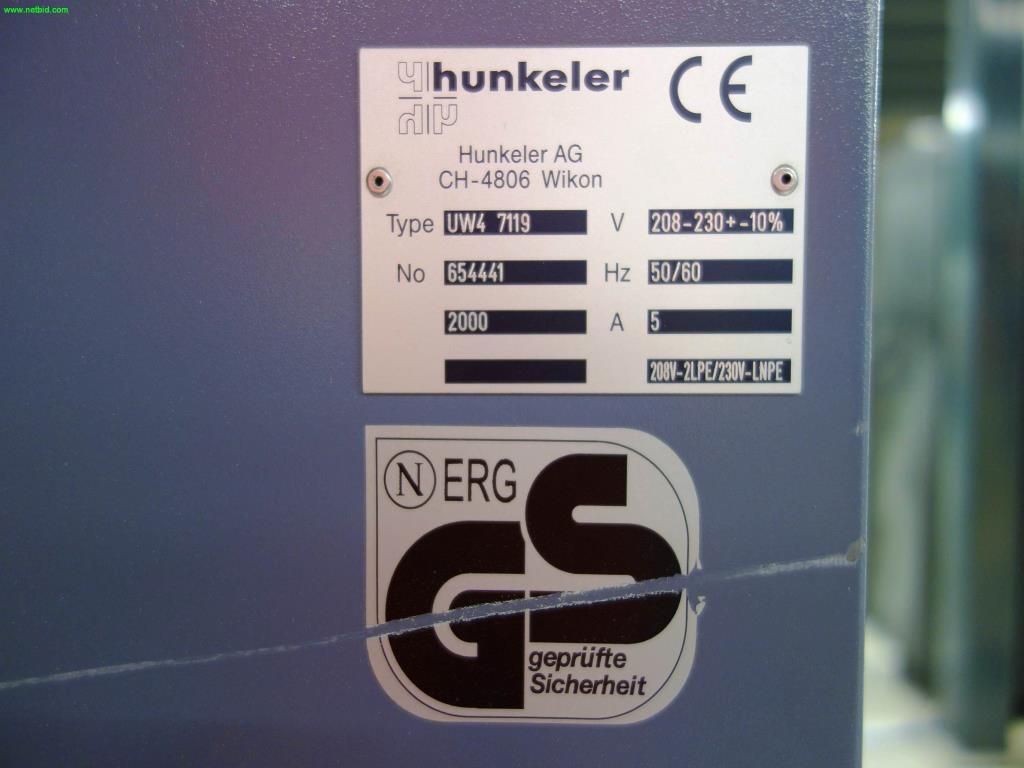 www.netbid.com
hunkeler CE
Hunkeler AG
CH-4806 Wikon
Type UW4 7119 V 208-230+-10%
No 654441 Hz 50/60
2000 A 5
208V-2LPE/230V-LNPE
N ERG
GS
geprüfte
Sicherheit